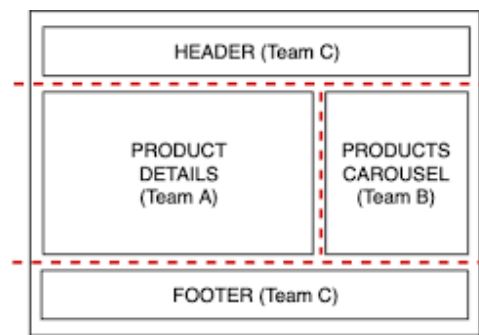 HEADER (Team C)
PRODUCT
DETAILS
(Team A)
PRODUCTS
CAROUSEL
(Team B)
FOOTER (Team C)